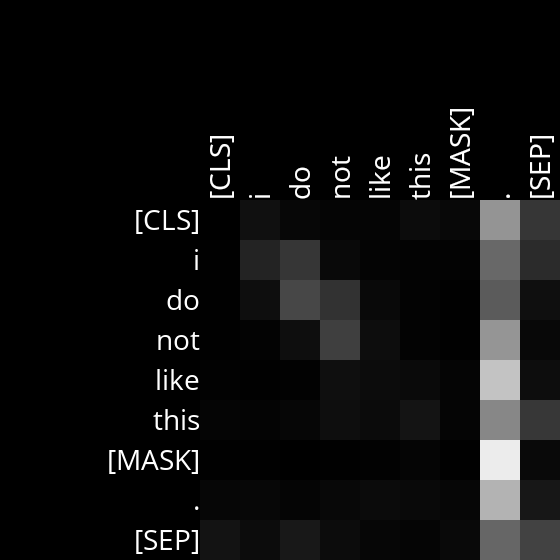 [CLS] i do not like this [MASK] . [SEP]
[CLS]
i
do
not
like
this
[MASK]
.
[SEP]